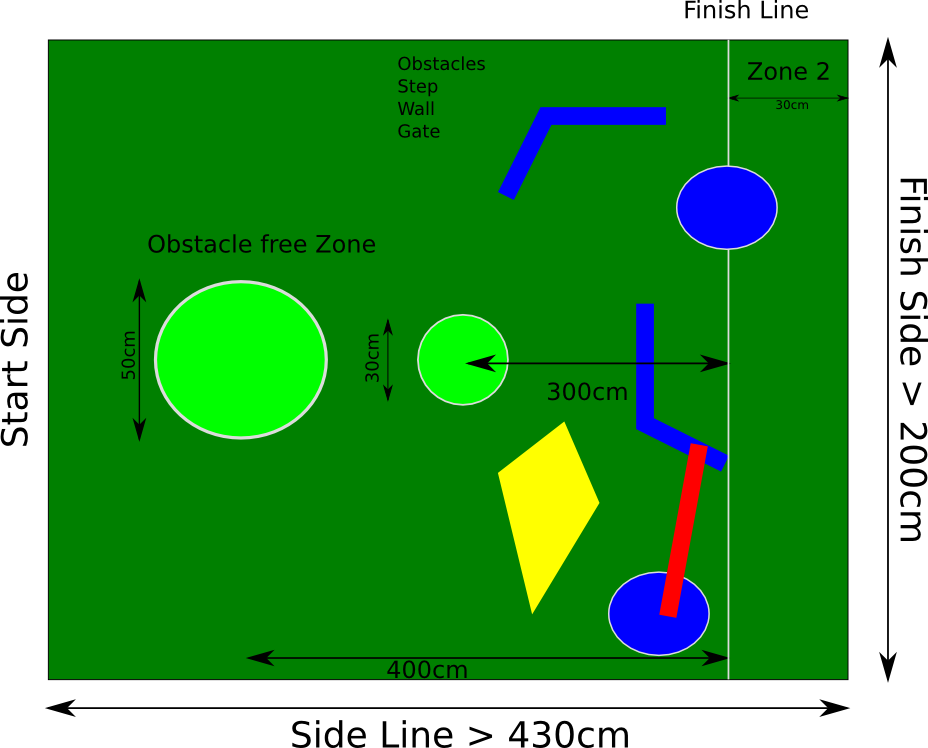 Finish Line
Obstacles
Step
Wall
Gate
Zone 2
30cm
Obstacle free Zone
Start Side
50cm
30cm
300cm
Finish Side > 200cm
400cm
Side Line > 430cm